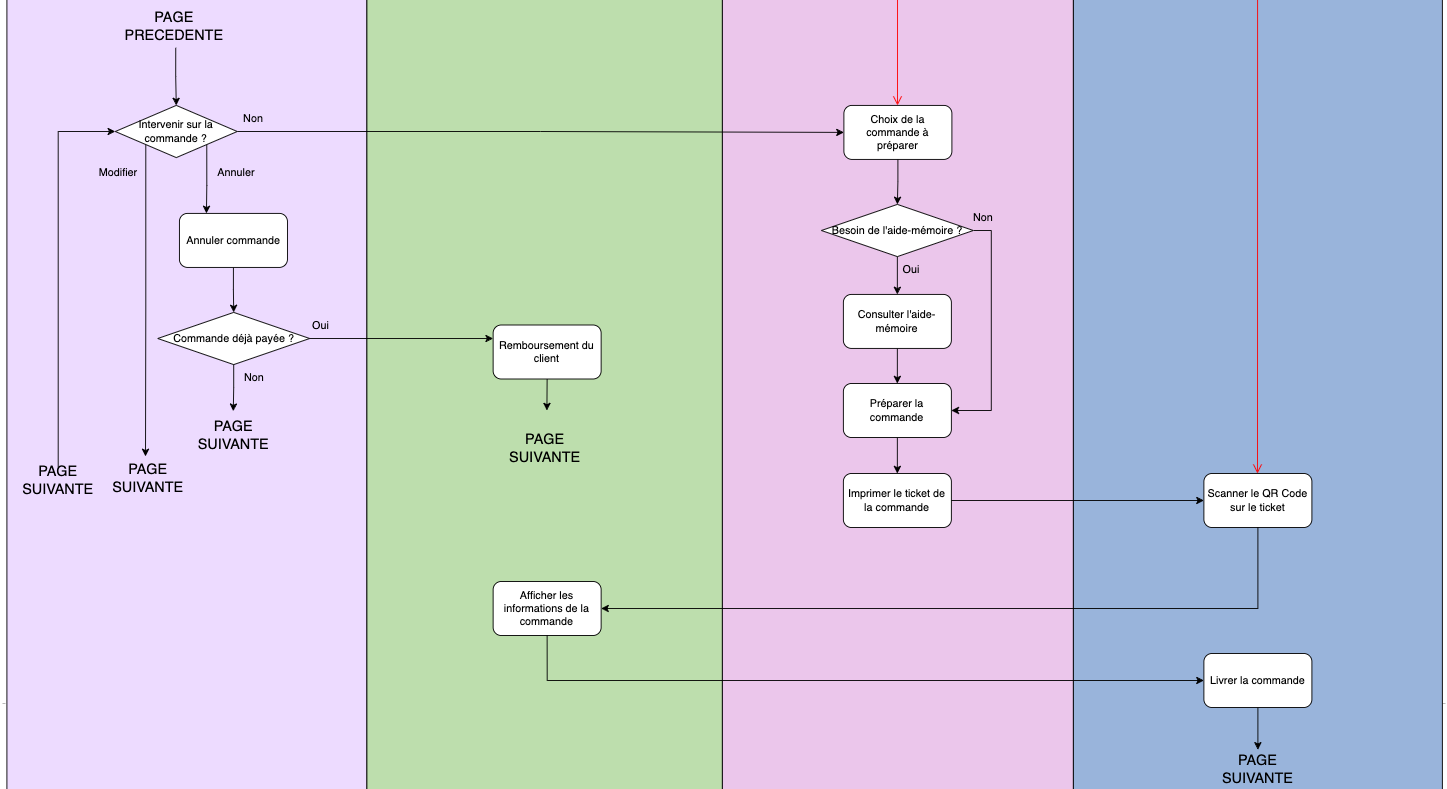 PAGE
PRECEDENTE
Intervenir sur la
commande ?
Non
Modifier
Annuler
Annuler commande
Commande déjà payée ?
Oui
Non
PAGE
SUIVANTE
PAGE
SUIVANTE
PAGE
SUIVANTE
Remboursement du
client
PAGE
SUIVANTE
Afficher les
informations de la
commande
Choix de la
commande à
préparer
Besoin de l'aide-mémoire ?
Non
Oui
Consulter l'aide-
mémoire
Préparer la
commande
Imprimer le ticket de
la commande
Scanner le QR Code
sur le ticket
Livrer la commande
PAGE
SUIVANTE